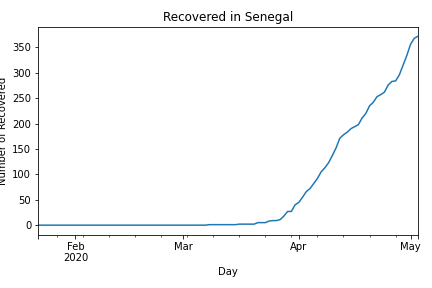 Recovered in Senegal
Number of Recovered
350
300
250
200
150
100
50
0
Feb
2020
Mar
Apr
May
Day